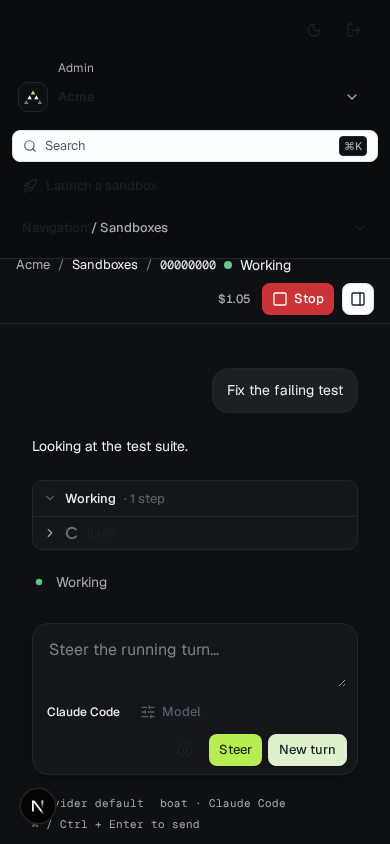 Admin
Acme
Search ⌘K
Launch a sandbox
Navigation / Sandboxes
Acme / Sandboxes / 00000000 Working
$1.05 Stop
Fix the failing test
Looking at the test suite.
Working · 1 step
Bash
Working
Steer the running turn...
Claude Code Model
Steer New turn
default boat · Claude Code
/ Ctrl + Enter to send
N